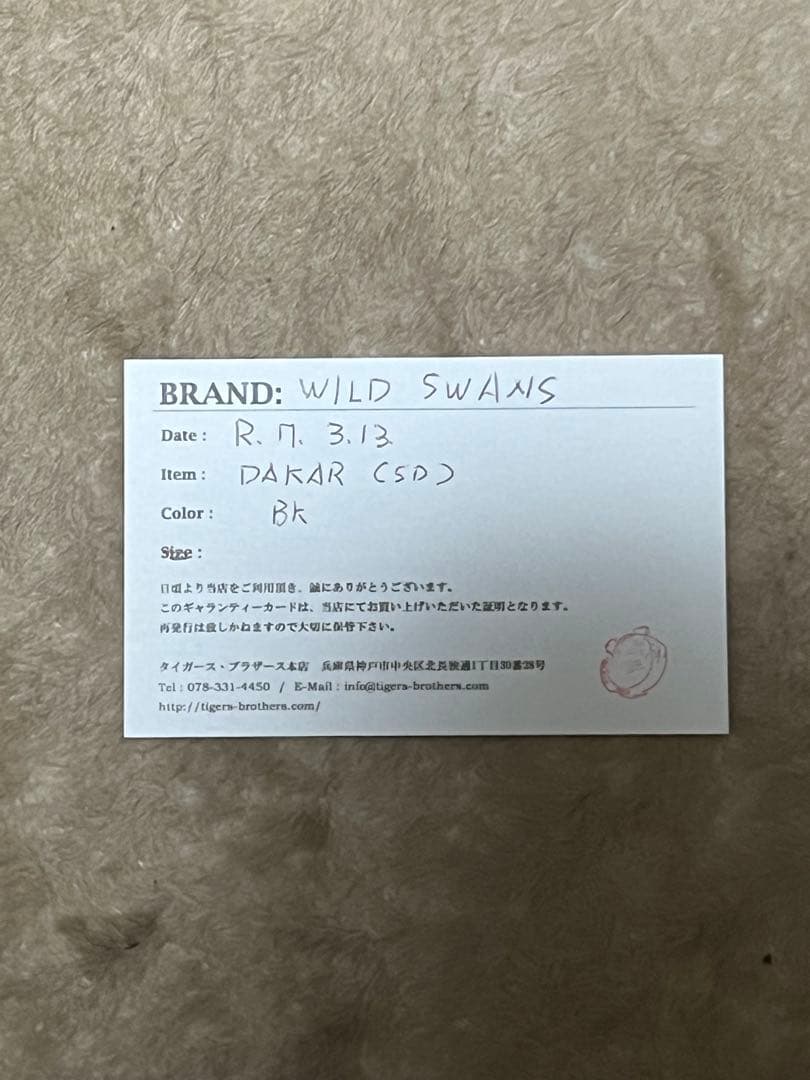 BRAND: WILD SWANS
Date : R. 7. 3.13
Item : DAKAR (SD)
Color : BK
Size :
日頃より当店をご利用頂き、誠にありがとうございます。
このギャランティーカードは、当店にてお買い上げいただいた証明となります。
再発行は致しかねますので大切に保管下さい。
タイガース・ブラザース本店 兵庫県神戸市中央区北長狭通1丁目30番28号
Tel : 078-331-4450 / E-Mail : info@tigers-brothers.com
http://tigers-brothers.com/